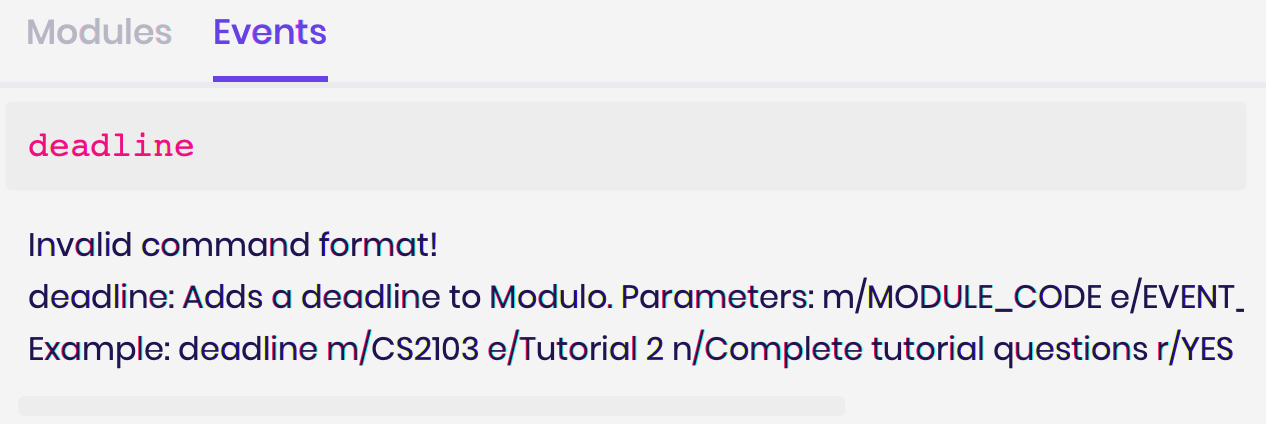 Modules Events
deadline
Invalid command format!
deadline: Adds a deadline to Modulo. Parameters: m/MODULE_CODE e/EVENT_
Example: deadline m/CS2103 e/Tutorial 2 n/Complete tutorial questions r/YES